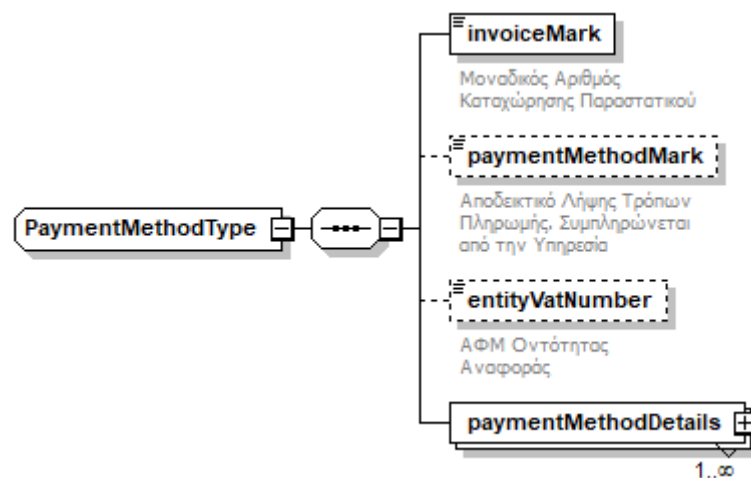 invoiceMark
Μοναδικός Αριθμός
Καταχώρησης Παραστατικού
paymentMethodMark
Αποδεικτικό Λήψης Τρόπων
Πληρωμής. Συμπληρώνεται
από την Υπηρεσία
PaymentMethodType
entityVatNumber
ΑΦΜ Οντότητας
Αναφοράς
paymentMethodDetails
1..∞